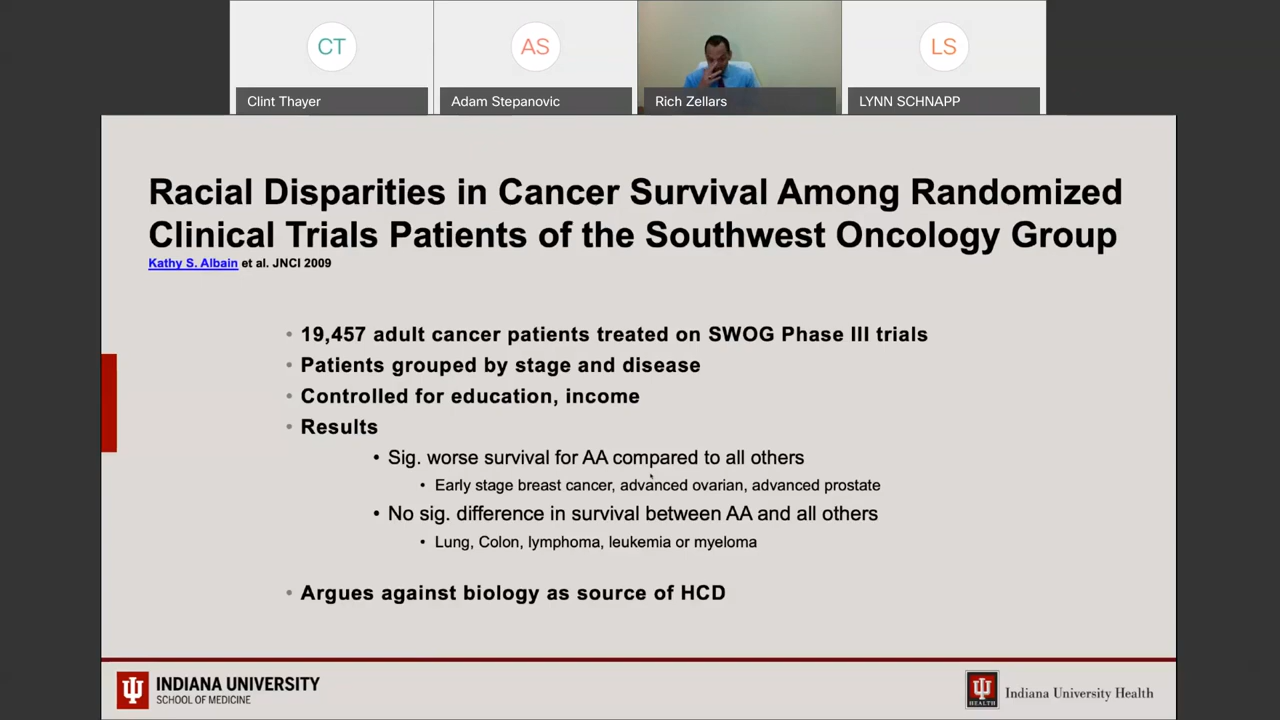 CT
AS
LS
Clint Thayer
Adam Stepanovic
Rich Zellars
LYNN SCHNAPP
Racial Disparities in Cancer Survival Among Randomized
Clinical Trials Patients of the Southwest Oncology Group
Kathy S. Albain et al. JNCI 2009
• 19,457 adult cancer patients treated on SWOG Phase III trials
• Patients grouped by stage and disease
• Controlled for education, income
• Results
• Sig. worse survival for AA compared to all others
• Early stage breast cancer, advanced ovarian, advanced prostate
• No sig. difference in survival between AA and all others
• Lung, Colon, lymphoma, leukemia or myeloma
• Argues against biology as source of HCD
INDIANA UNIVERSITY
SCHOOL OF MEDICINE
HEALTH
Indiana University Health